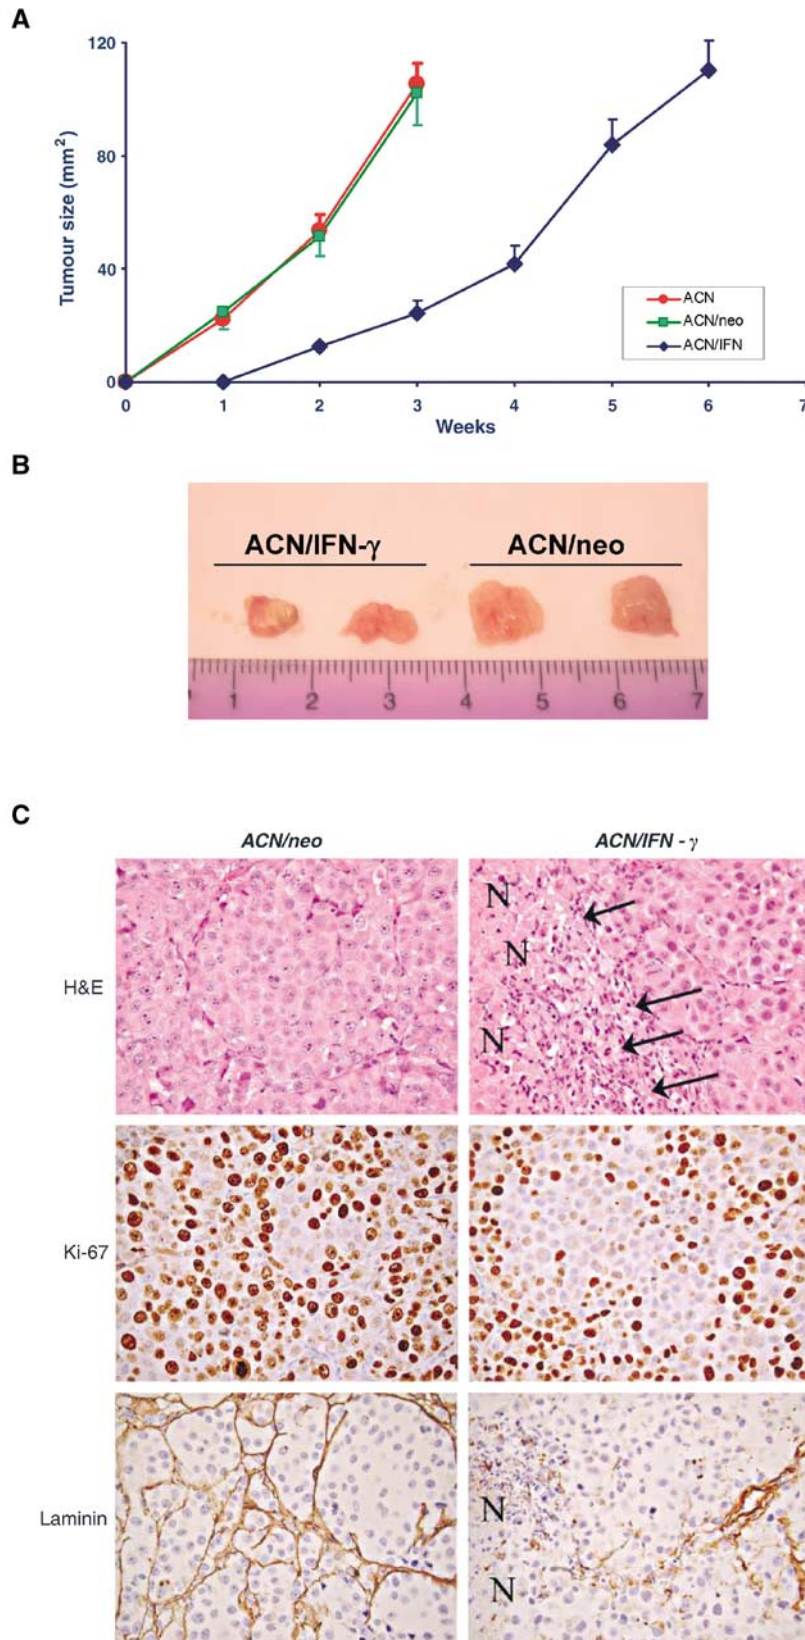 A
120
80
40
0
Tumour size (mm²)
0 1 2 3 4 5 6 7
Weeks
ACN
ACN/neo
ACN/IFN
B
ACN/IFN-γ ACN/neo
1 2 3 4 5 6 7
C
ACN/neo ACN/IFN - γ
H&E
N
N
N
Ki-67
Laminin
N
N